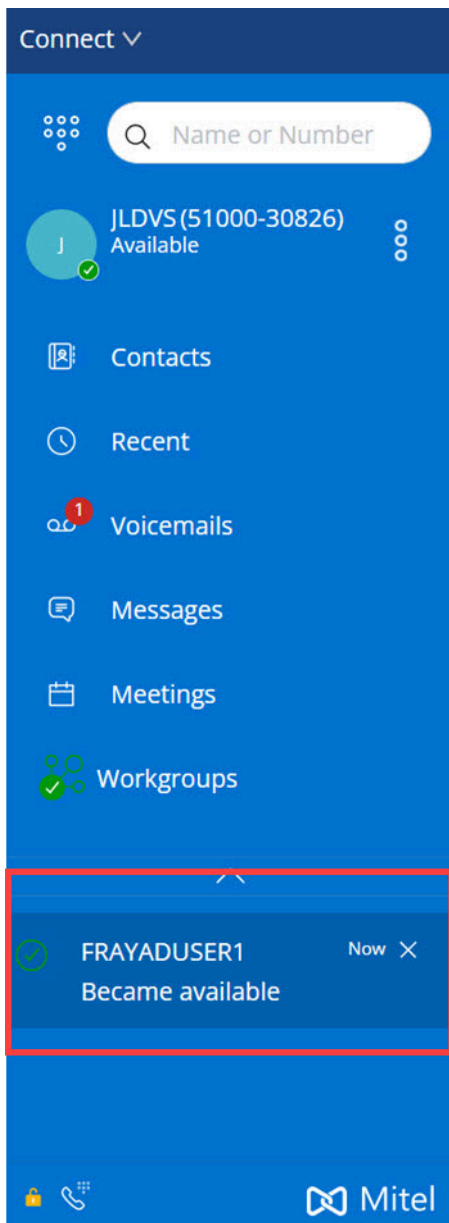 Connect
Name or Number
J
JLDVS (51000-30826)
Available
Contacts
Recent
1
Voicemails
Messages
Meetings
Workgroups
FRAYADUSER1 Now
Became available
Mitel